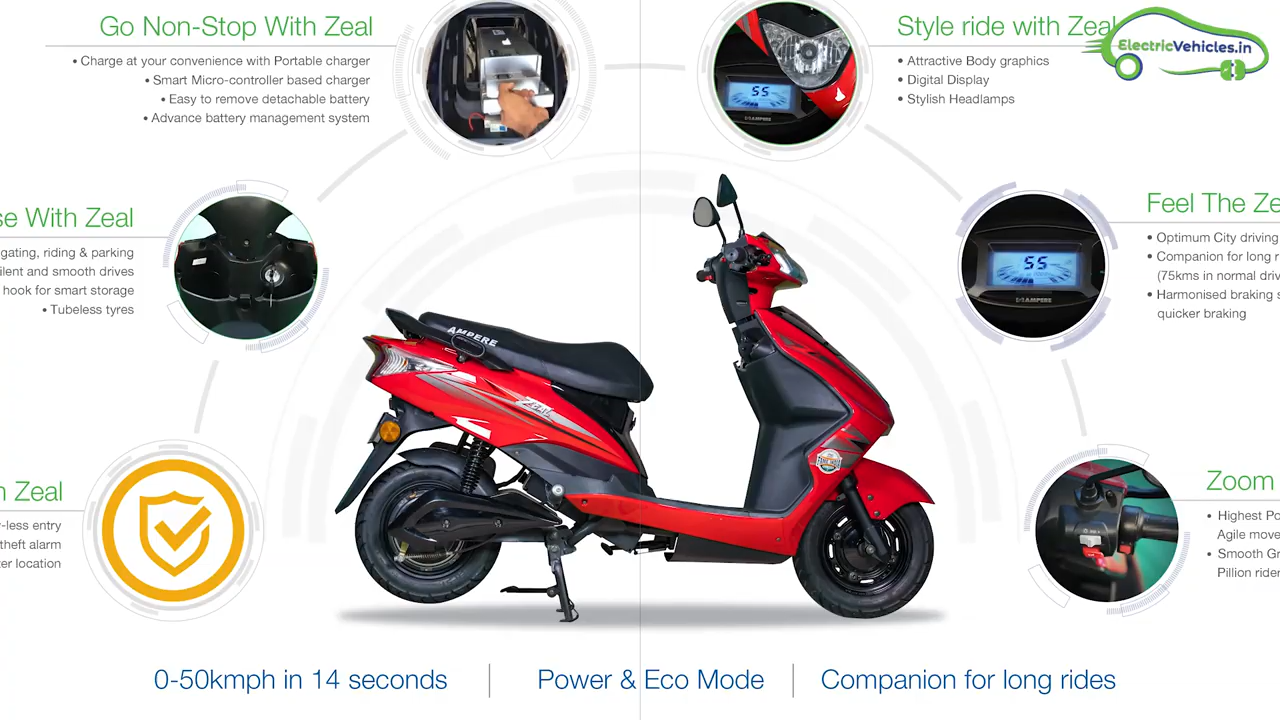 Go Non-Stop With Zeal
• Charge at your convenience with Portable charger
• Smart Micro-controller based charger
• Easy to remove detachable battery
• Advance battery management system
Style ride with Zeal
• Attractive Body graphics
• Digital Display
• Stylish Headlamps
ElectricVehicles.in
55
AMPERE
se With Zeal
gating, riding & parking
ilent and smooth drives
hook for smart storage
• Tubeless tyres
Feel The Ze
• Optimum City driving
• Companion for long r
(75kms in normal driv
• Harmonised braking s
quicker braking
55
AMPERE
AMPERE
ZEAL
n Zeal
-less entry
theft alarm
ter location
Zoom
• Highest Po
Agile move
• Smooth Gr
Pillion rider
0-50kmph in 14 seconds | Power & Eco Mode | Companion for long rides